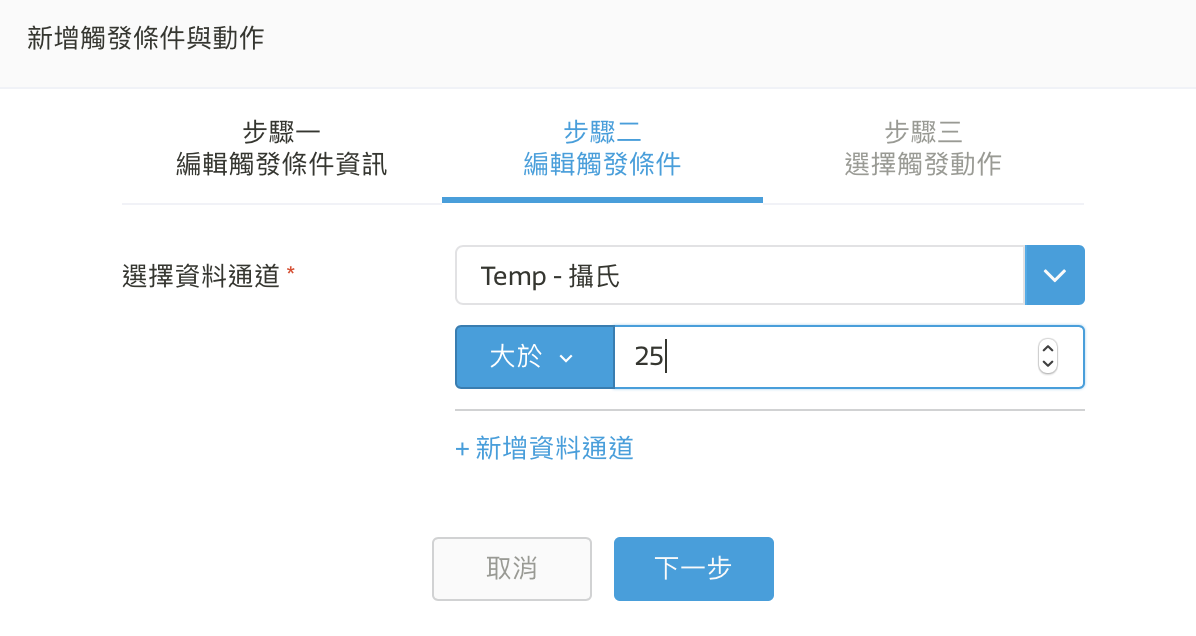 新增觸發條件與動作
步驟一
編輯觸發條件資訊
步驟二
編輯觸發條件
步驟三
選擇觸發動作
選擇資料通道 *
Temp - 攝氏
大於
25
+ 新增資料通道
取消
下一步